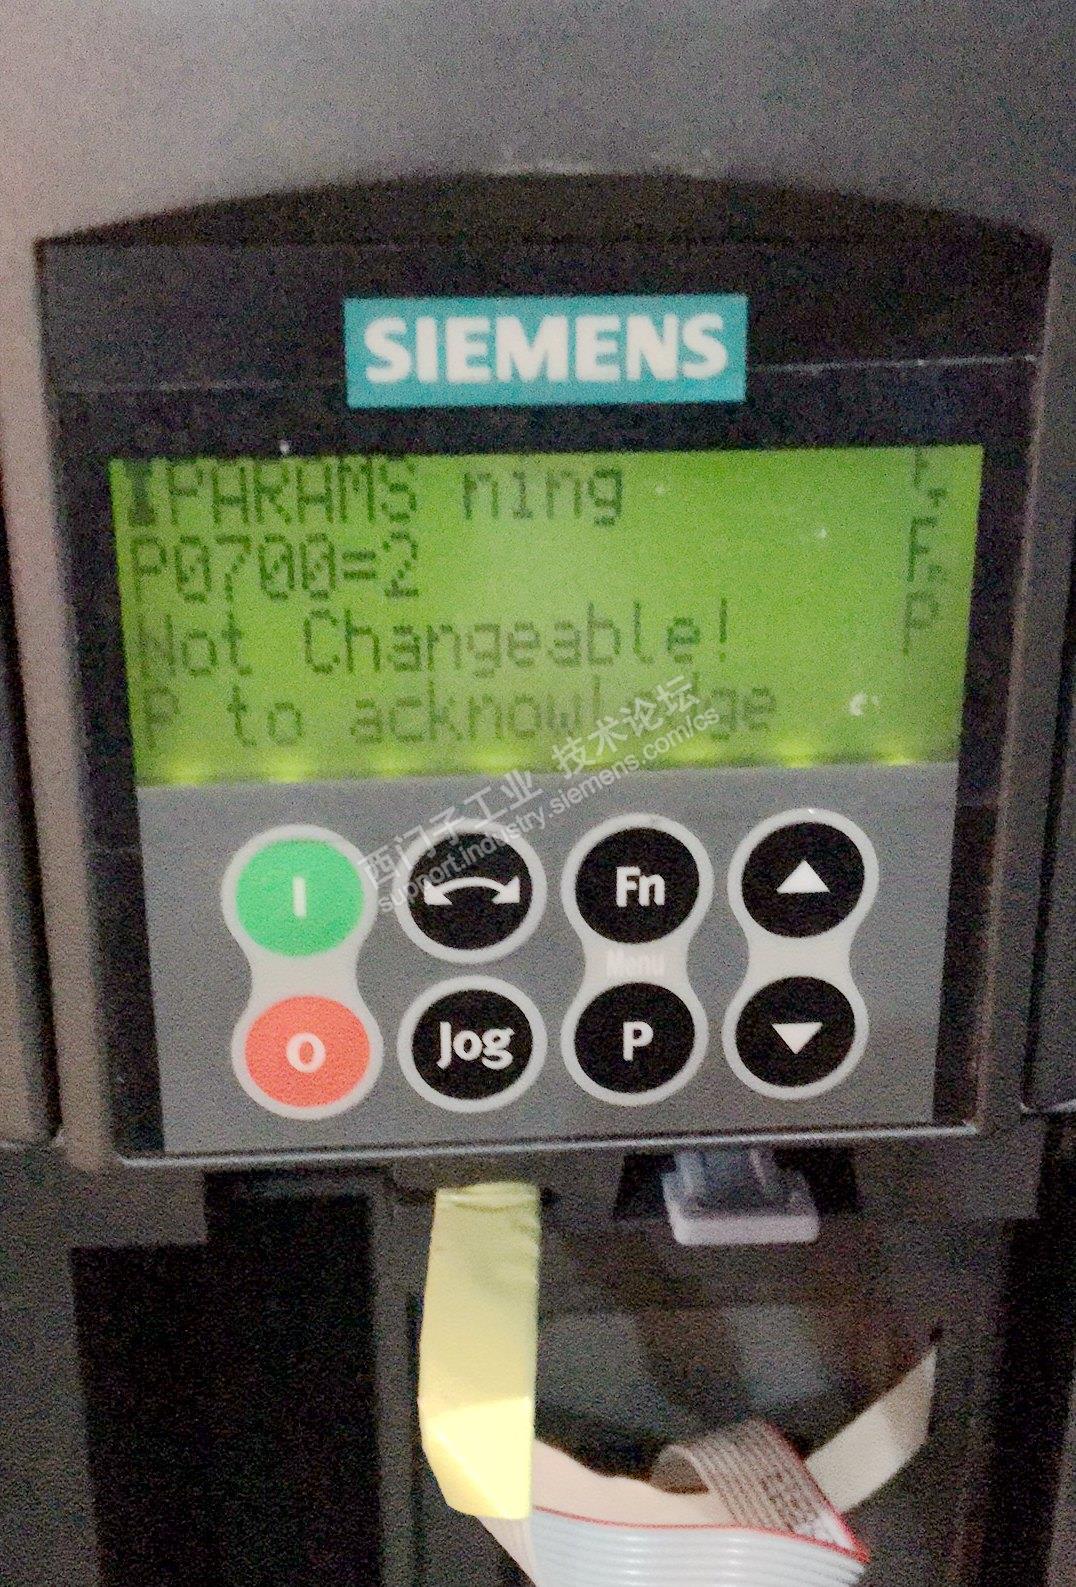 SIEMENS
PARAMS ning
P0700=2
F
Not Changeable!
P
P to acknowledge
西门子工业 技术论坛
support.industry.siemens.com/cs
I
Fn
Menu
O
Jog
P